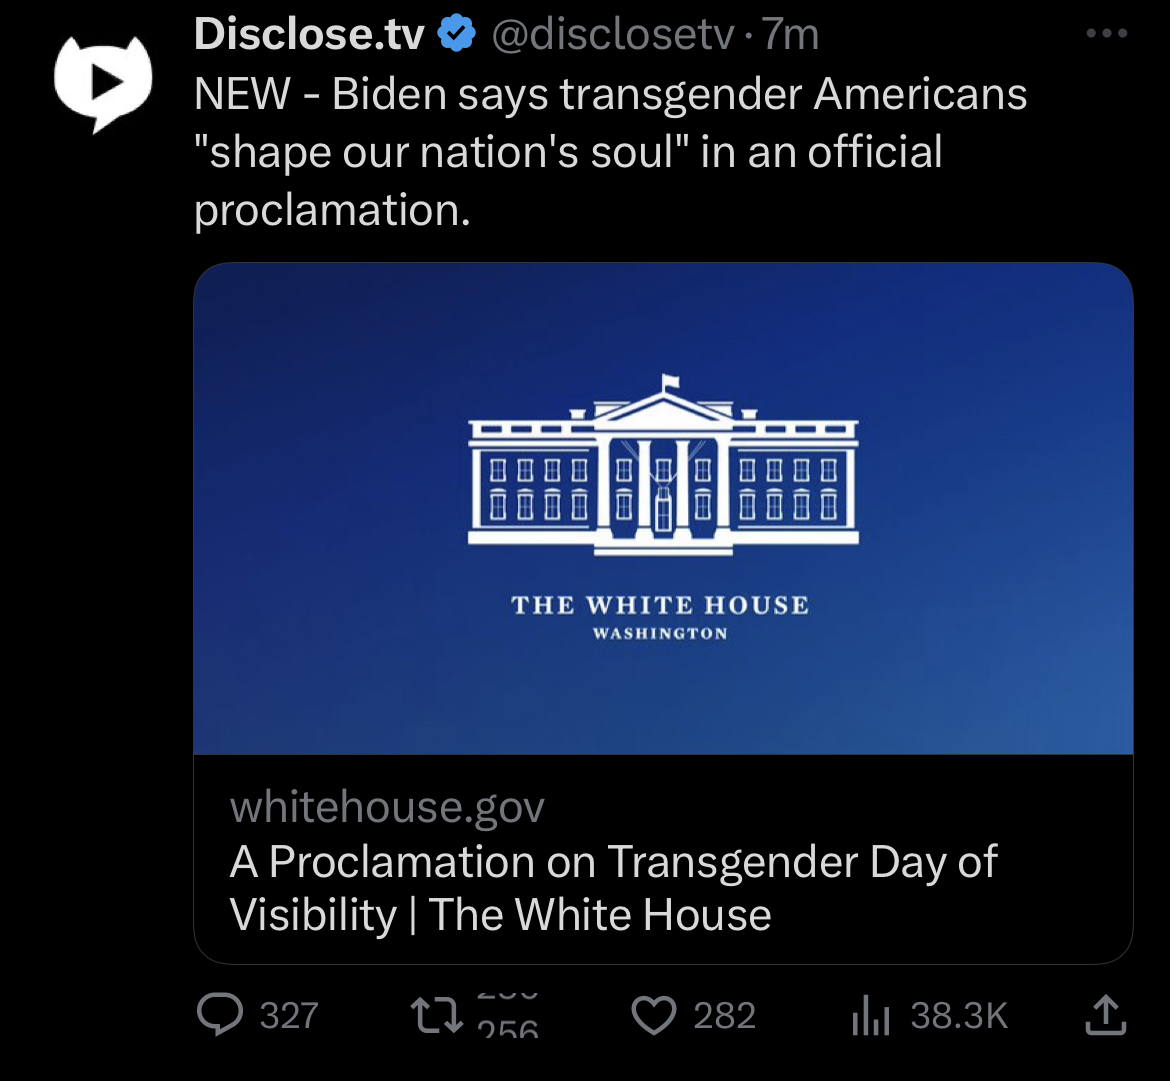 Disclose.tv @disclosetv · 7m
NEW - Biden says transgender Americans
"shape our nation's soul" in an official
proclamation.
THE WHITE HOUSE
WASHINGTON
whitehouse.gov
A Proclamation on Transgender Day of
Visibility | The White House
327 256 282 38.3K